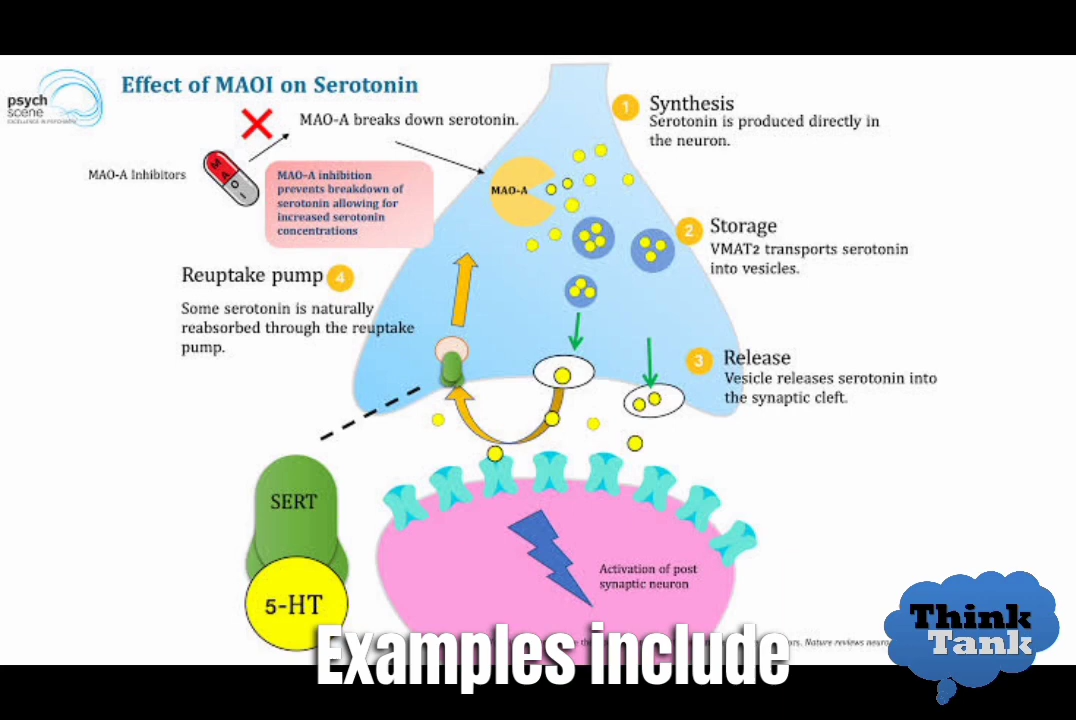 psych
scene
Effect of MAOI on Serotonin
MAO-A breaks down serotonin.
MAO-A Inhibitors
MAOI
MAO-A inhibition
prevents breakdown of
serotonin allowing for
increased serotonin
concentrations
MAO-A
1
Synthesis
Serotonin is produced directly in
the neuron.
2
Storage
VMAT2 transports serotonin
into vesicles.
Reuptake pump 4
Some serotonin is naturally
reabsorbed through the reuptake
pump.
3
Release
Vesicle releases serotonin into
the synaptic cleft.
SERT
5-HT
Activation of post
synaptic neuron
Nature reviews
Examples include
Think
Tank